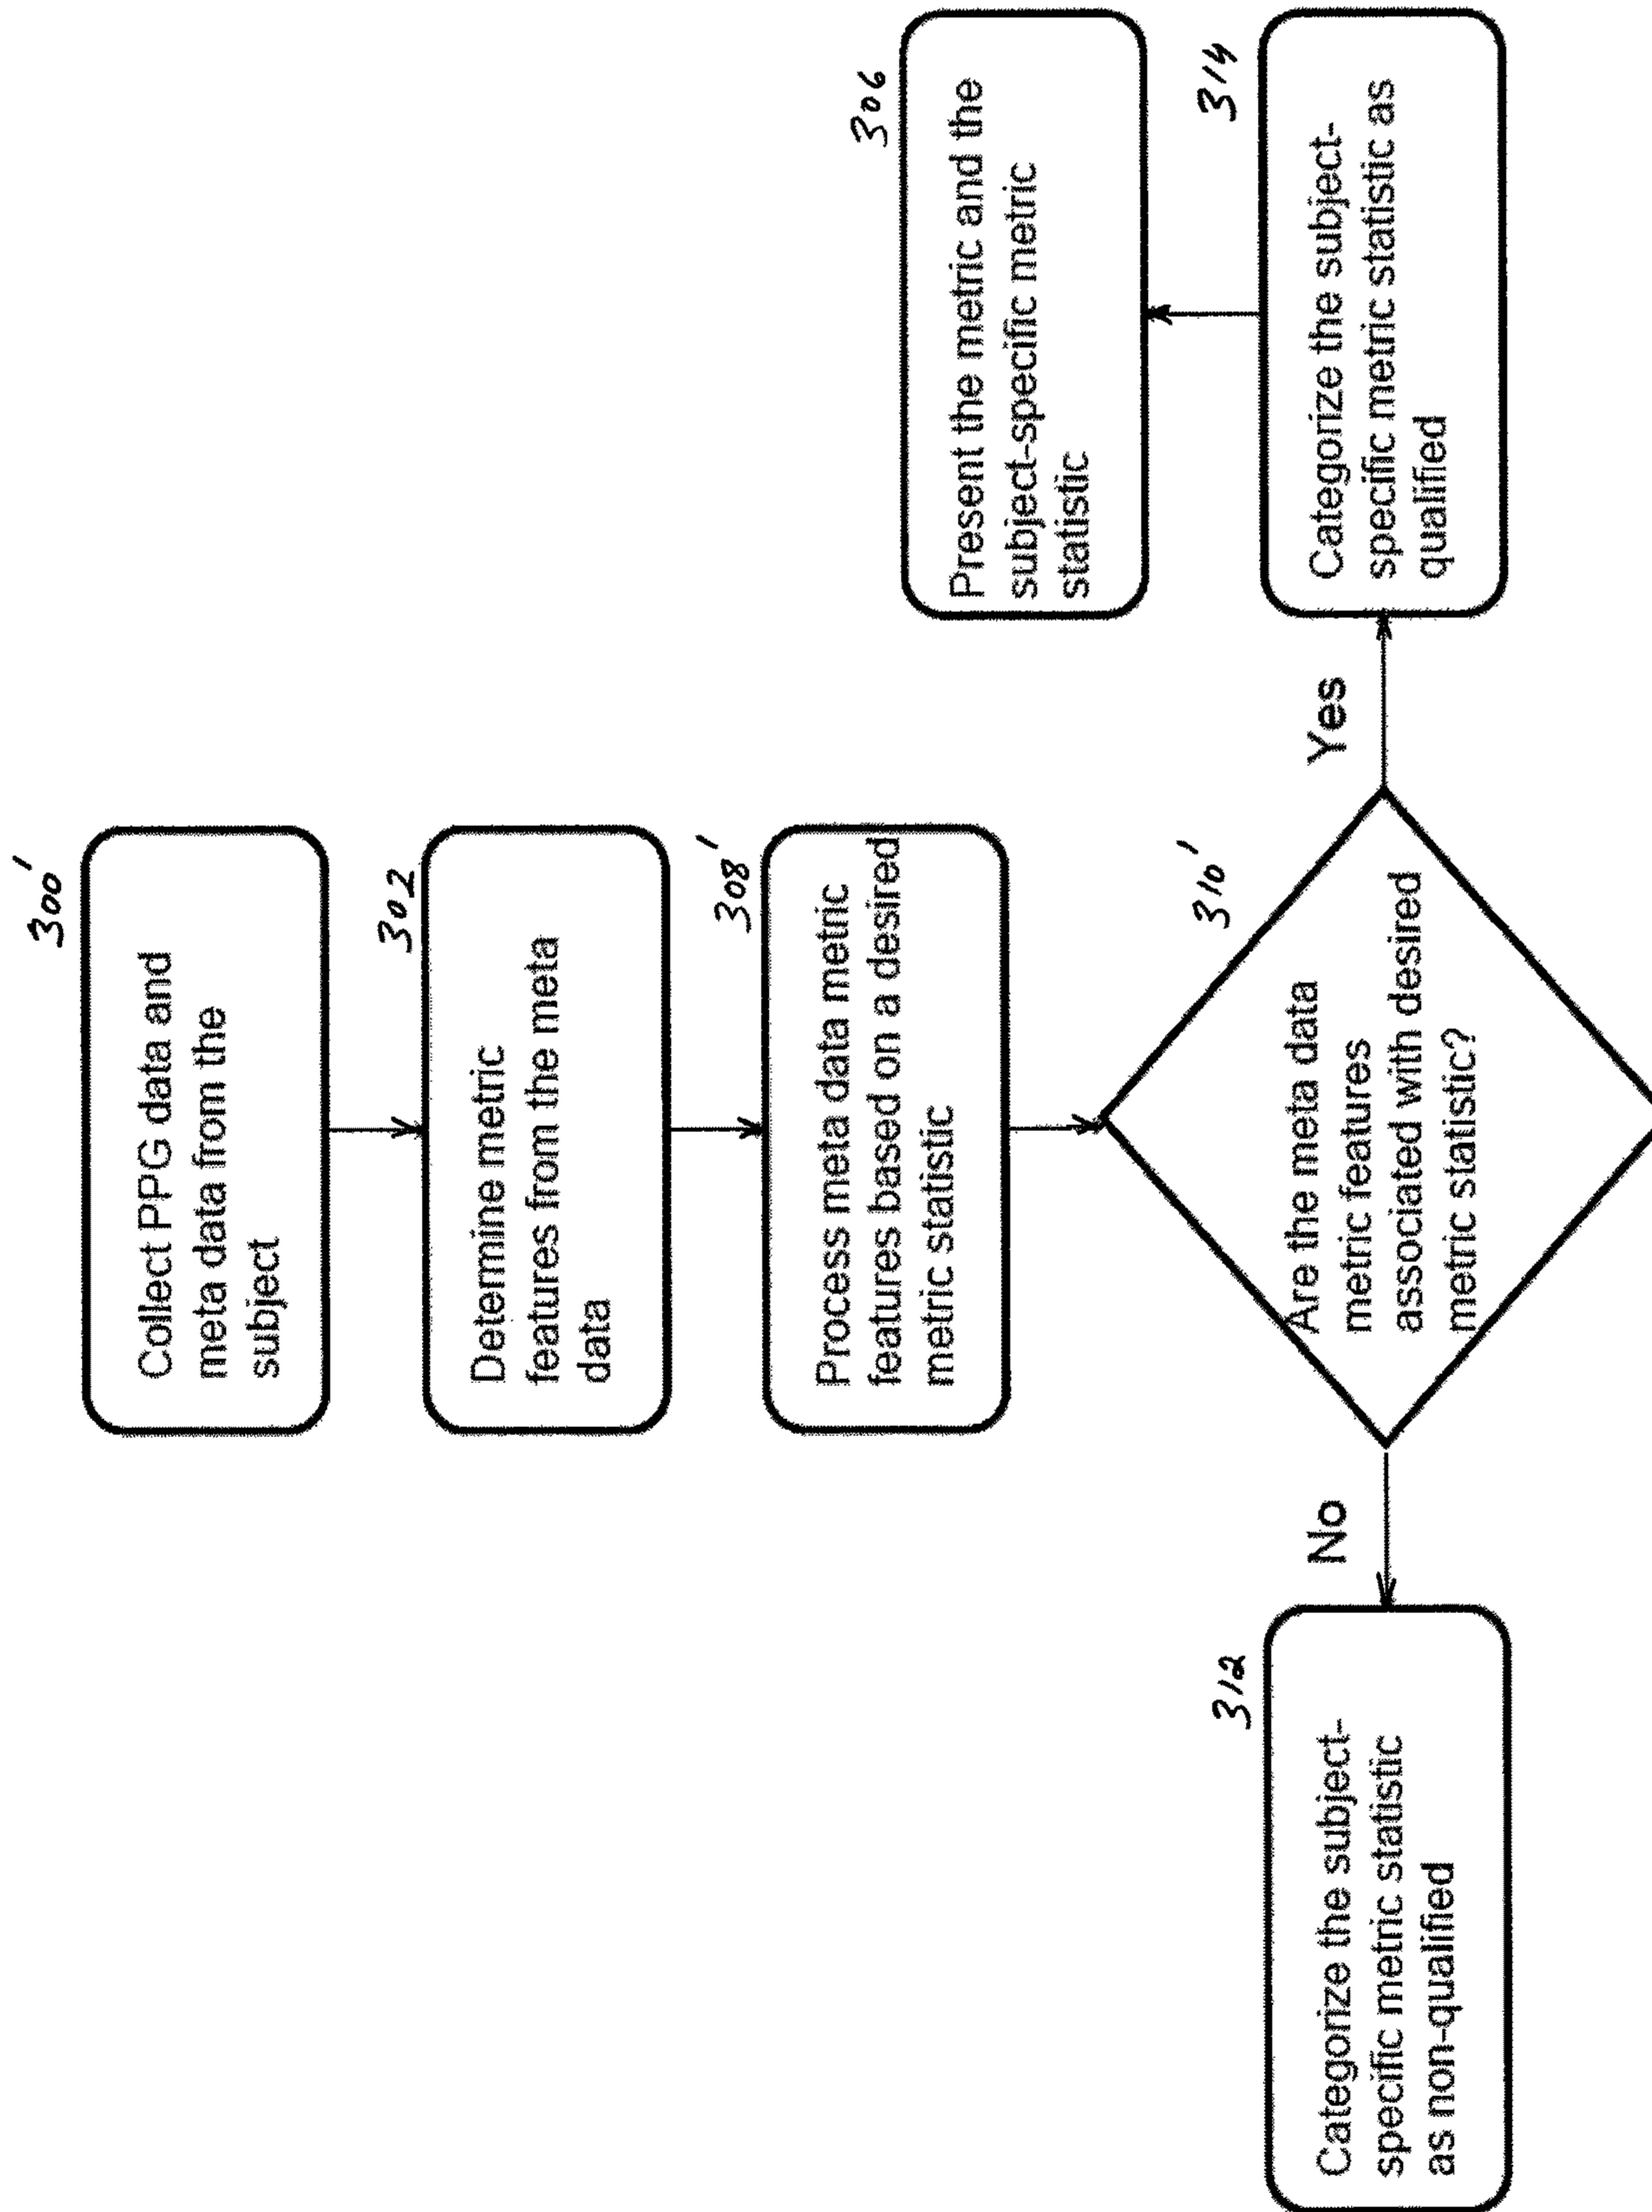 300'
Collect PPG data and
meta data from the
subject
302
Determine metric
features from the meta
data
308'
Process meta data metric
features based on a desired
metric statistic
310'
Are the meta data
metric features
associated with desired
metric statistic?
No
312
Categorize the subject-
specific metric statistic
as non-qualified
Yes
314
Categorize the subject-
specific metric statistic as
qualified
306
Present the metric and the
subject-specific metric
statistic